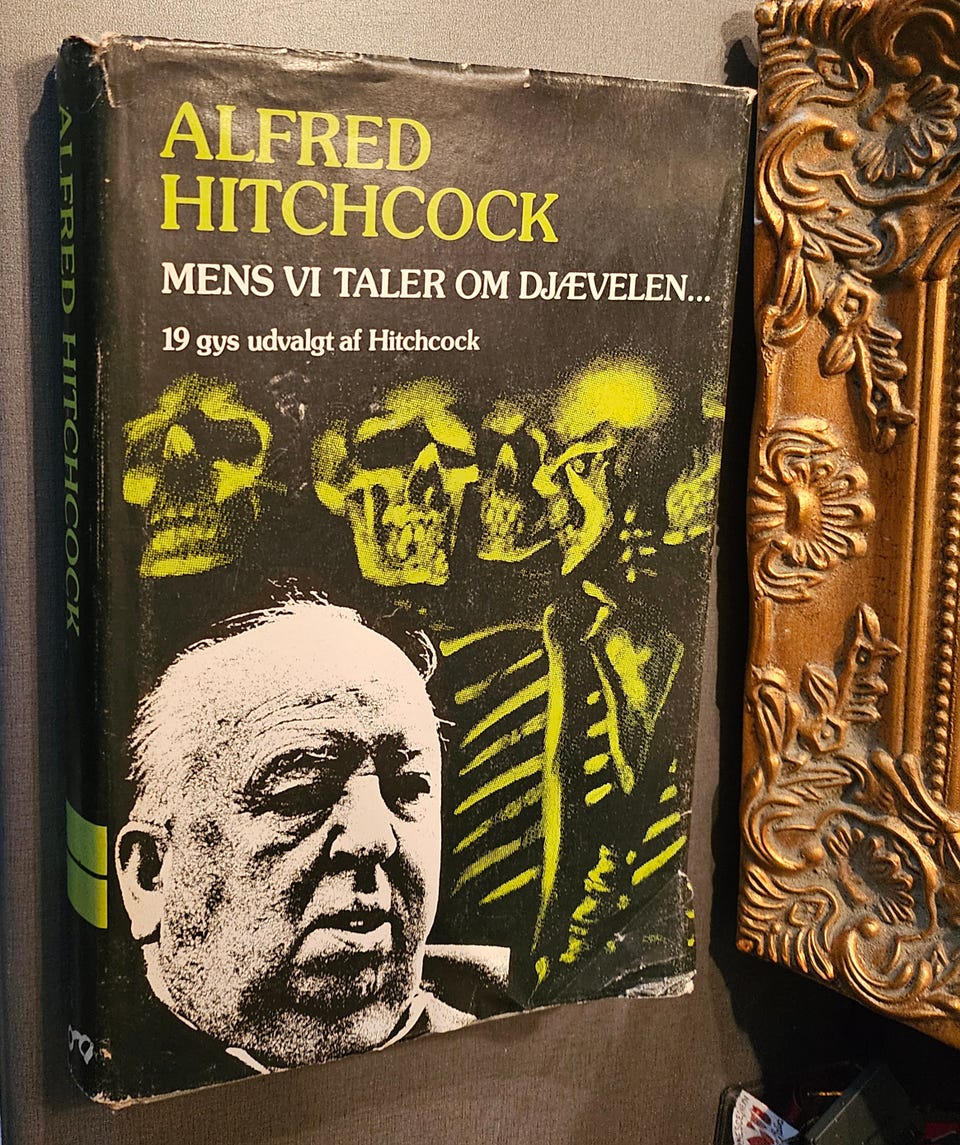 ALFRED
HITCHCOCK
MENS VI TALER OM DJÆVELEN...
19 gys udvalgt af Hitchcock
ALFRED HITCHCOCK